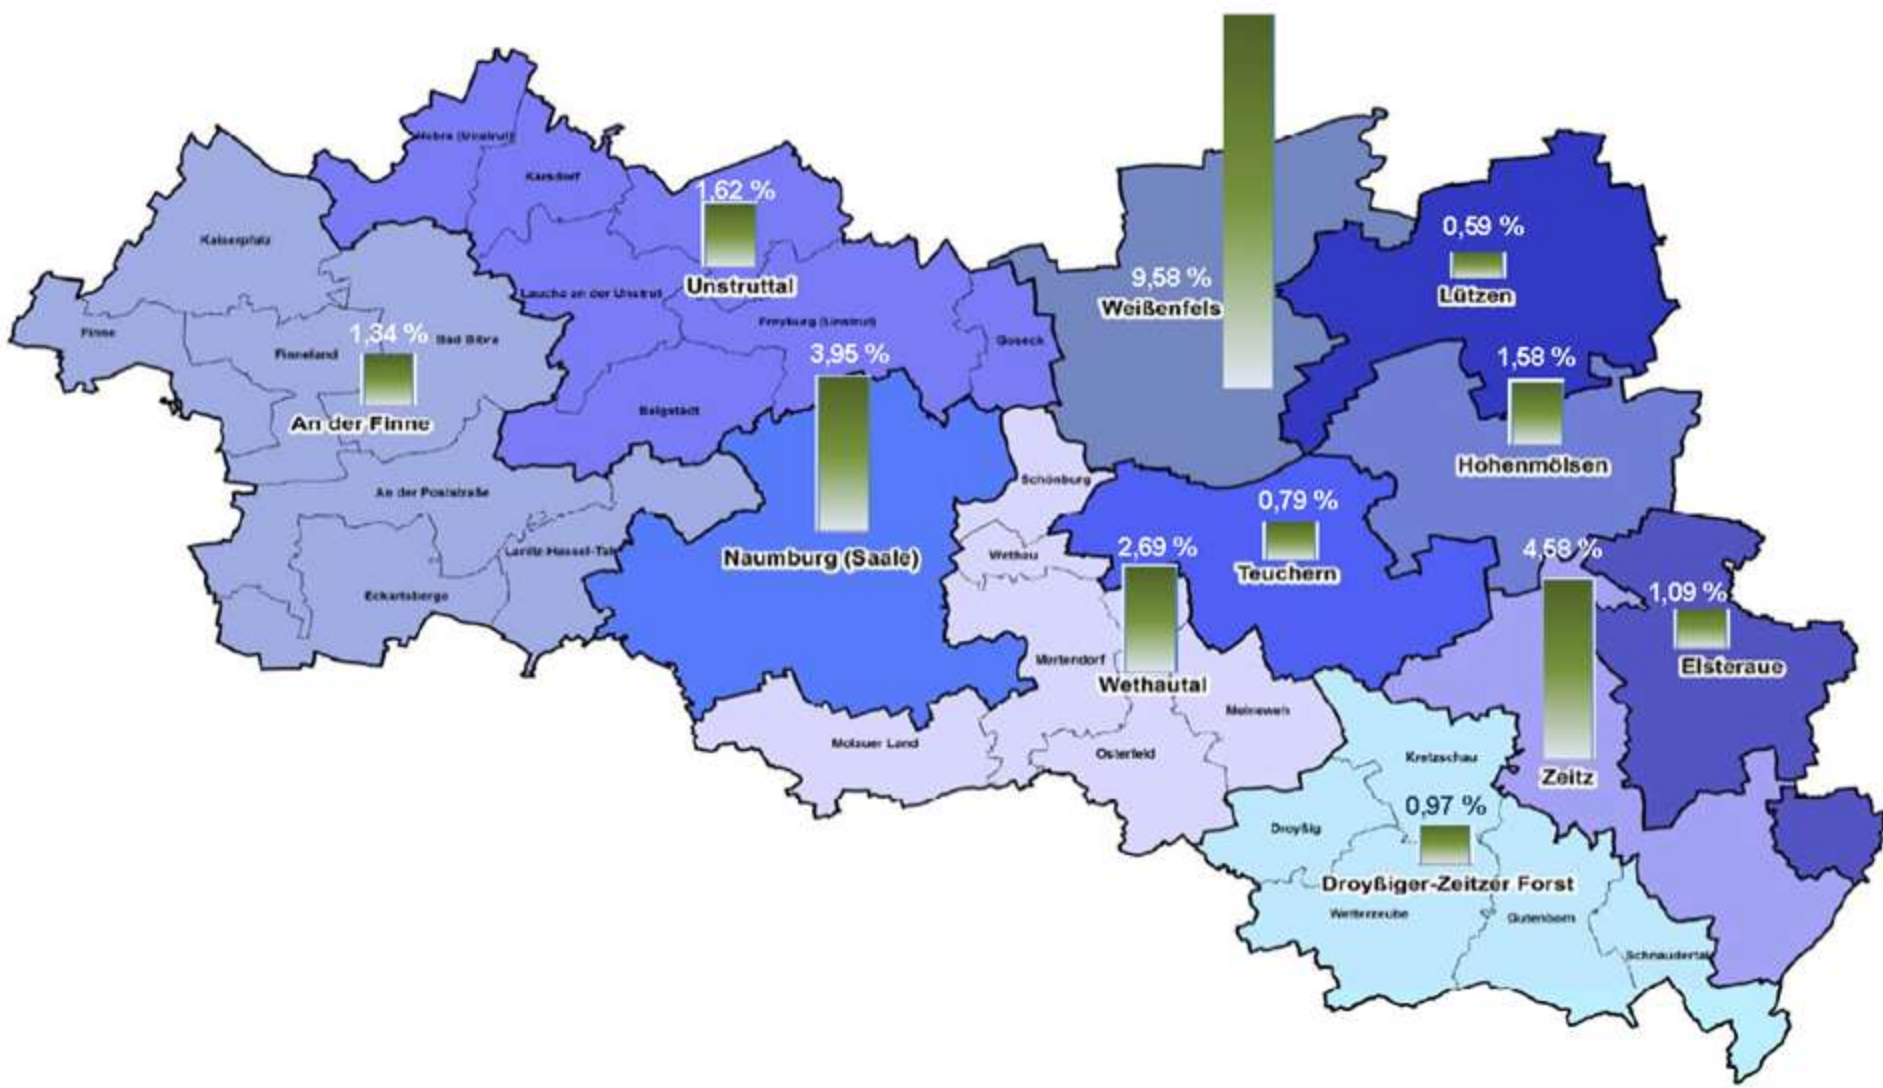 Nebra (Unstrut)
Karsdorf
1,62 %
Unstruttal
Kaiserpfalz
Laucha an der Unstrut
Freyburg (Unstrut)
Goseck
9,58 %
Weißenfels
0,59 %
Lützen
Finne
Finneland
1,34 %
Bad Bibra
An der Finne
3,95 %
Balgstädt
1,58 %
Hohenmölsen
An der Poststraße
Lanitz-Hassel-Tal
Eckartsberga
Naumburg (Saale)
Schönburg
Wethau
2,69 %
0,79 %
Teuchern
4,58 %
1,09 %
Elsteraue
Mertendorf
Wethautal
Meineweh
Molauer Land
Osterfeld
Zeitz
Kretzschau
0,97 %
Droyßig
Droyßiger-Zeitzer Forst
Wetterzeube
Gutenborn
Schnaudertal